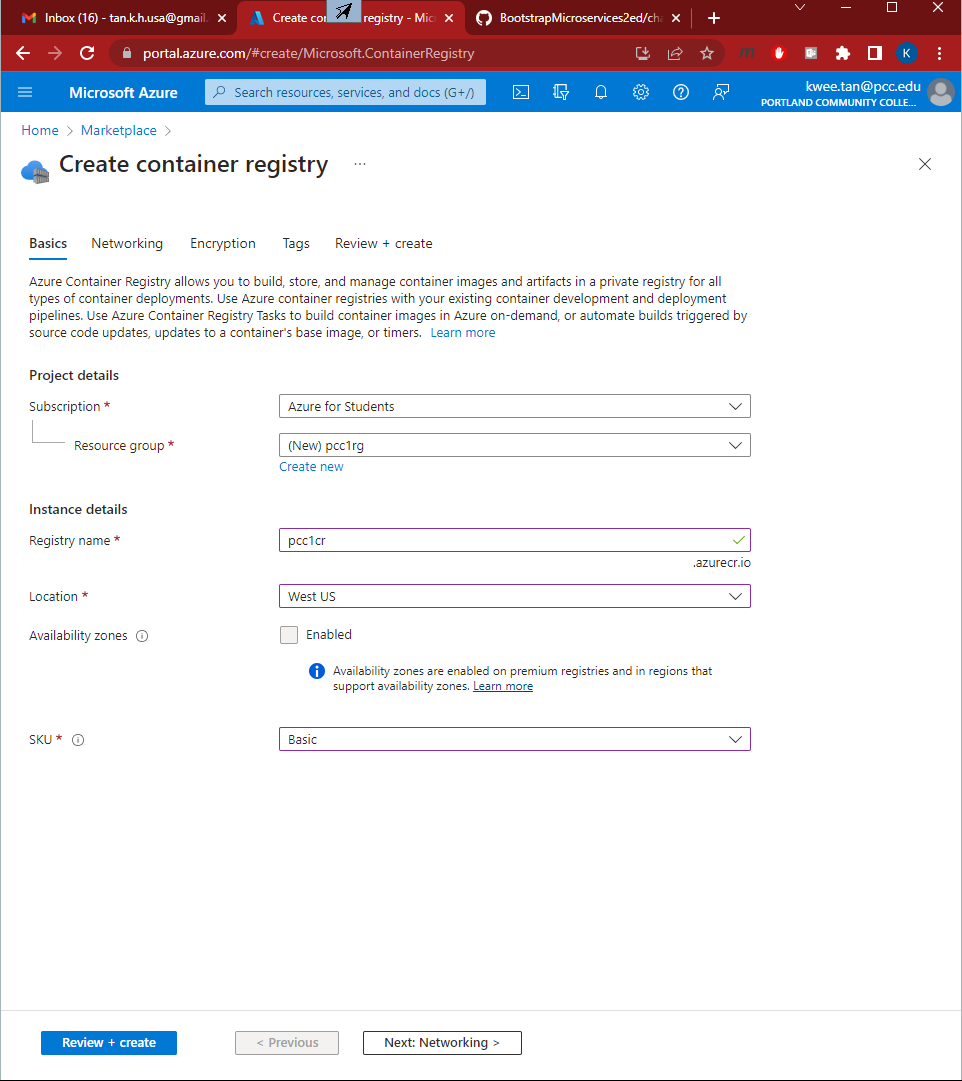 Inbox (16) - tan.k.h.usa@gmail.
Create con registry - Mic
BootstrapMicroservices2ed/cha
portal.azure.com/#create/Microsoft.ContainerRegistry
K
Microsoft Azure
Search resources, services, and docs (G+/)
kwee.tan@pcc.edu
PORTLAND COMMUNITY COLLE...
Home > Marketplace >
Create container registry ...
Basics Networking Encryption Tags Review + create
Azure Container Registry allows you to build, store, and manage container images and artifacts in a private registry for all
types of container deployments. Use Azure container registries with your existing container development and deployment
pipelines. Use Azure Container Registry Tasks to build container images in Azure on-demand, or automate builds triggered by
source code updates, updates to a container's base image, or timers. Learn more
Project details
Subscription * Azure for Students
Resource group * (New) pcc1rg
Create new
Instance details
Registry name * pcc1cr
.azurecr.io
Location * West US
Availability zones Enabled
Availability zones are enabled on premium registries and in regions that
support availability zones. Learn more
SKU * Basic
Review + create < Previous Next: Networking >